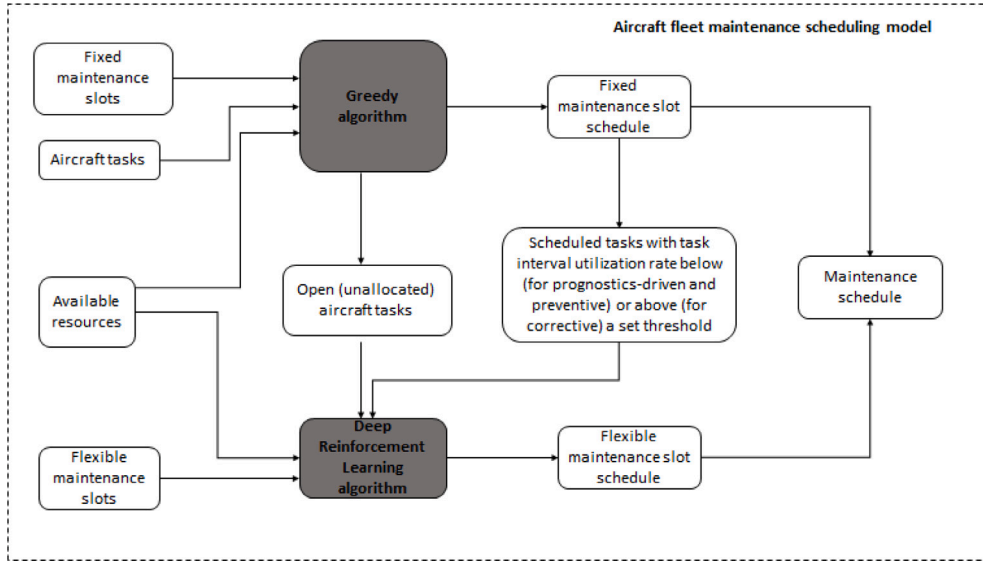 Aircraft fleet maintenance scheduling model
Fixed
maintenance
slots
Greedy
algorithm
Fixed
maintenance slot
schedule
Aircraft tasks
Available
resources
Open (unallocated)
aircraft tasks
Scheduled tasks with task
interval utilization rate below
(for prognostics-driven and
preventive) or above (for
corrective) a set threshold
Maintenance
schedule
Flexible
maintenance
slots
Deep
Reinforcement
Learning
algorithm
Flexible
maintenance slot
schedule